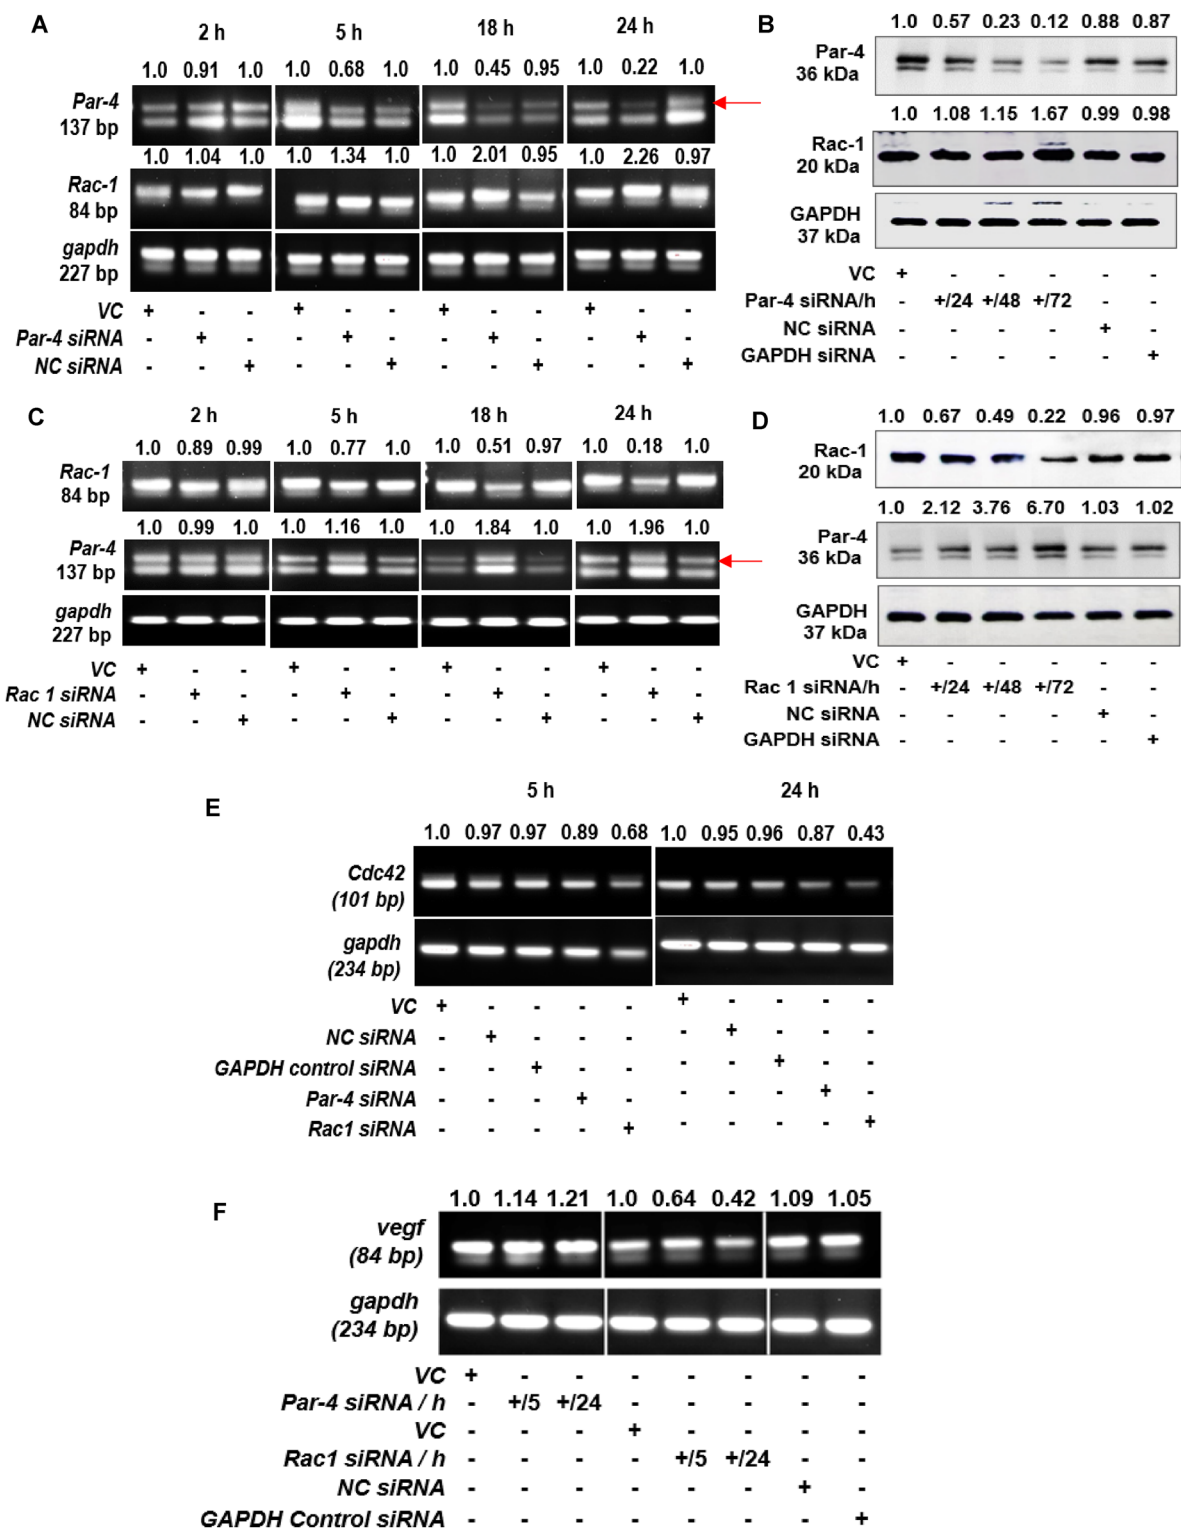 A
2 h 5 h 18 h 24 h
1.0 0.91 1.0 1.0 0.68 1.0 1.0 0.45 0.95 1.0 0.22 1.0
Par-4
137 bp
1.0 1.04 1.0 1.0 1.34 1.0 1.0 2.01 0.95 1.0 2.26 0.97
Rac-1
84 bp
gapdh
227 bp
VC + - - + - - + - - + - -
Par-4 siRNA - + - - + - - + - - + -
NC siRNA - - + - - + - - + - - +
B
1.0 0.57 0.23 0.12 0.88 0.87
Par-4
36 kDa
1.0 1.08 1.15 1.67 0.99 0.98
Rac-1
20 kDa
GAPDH
37 kDa
VC + - - - - -
Par-4 siRNA/h - +/24 +/48 +/72 - -
NC siRNA - - - - + -
GAPDH siRNA - - - - - +
C
2 h 5 h 18 h 24 h
1.0 0.89 0.99 1.0 0.77 1.0 1.0 0.51 0.97 1.0 0.18 1.0
Rac-1
84 bp
1.0 0.99 1.0 1.0 1.16 1.0 1.0 1.84 1.0 1.0 1.96 1.0
Par-4
137 bp
gapdh
227 bp
VC + - - + - - + - - + - -
Rac 1 siRNA - + - - + - - + - - + -
NC siRNA - - + - - + - - + - - +
D
1.0 0.67 0.49 0.22 0.96 0.97
Rac-1
20 kDa
1.0 2.12 3.76 6.70 1.03 1.02
Par-4
36 kDa
GAPDH
37 kDa
VC + - - - - -
Rac 1 siRNA/h - +/24 +/48 +/72 - -
NC siRNA - - - - + -
GAPDH siRNA - - - - - +
E
5 h 24 h
1.0 0.97 0.97 0.89 0.68 1.0 0.95 0.96 0.87 0.43
Cdc42
(101 bp)
gapdh
(234 bp)
VC + - - - - + - - - -
NC siRNA - + - - - - + - - -
GAPDH control siRNA - - + - - - - + - -
Par-4 siRNA - - - + - - - - + -
Rac1 siRNA - - - - + - - - - +
F
1.0 1.14 1.21 1.0 0.64 0.42 1.09 1.05
vegf
(84 bp)
gapdh
(234 bp)
VC + - - - - - - -
Par-4 siRNA / h - +/5 +/24 - - - - -
VC - - - + - - - -
Rac1 siRNA / h - - - - +/5 +/24 - -
NC siRNA - - - - - - + -
GAPDH Control siRNA - - - - - - - +